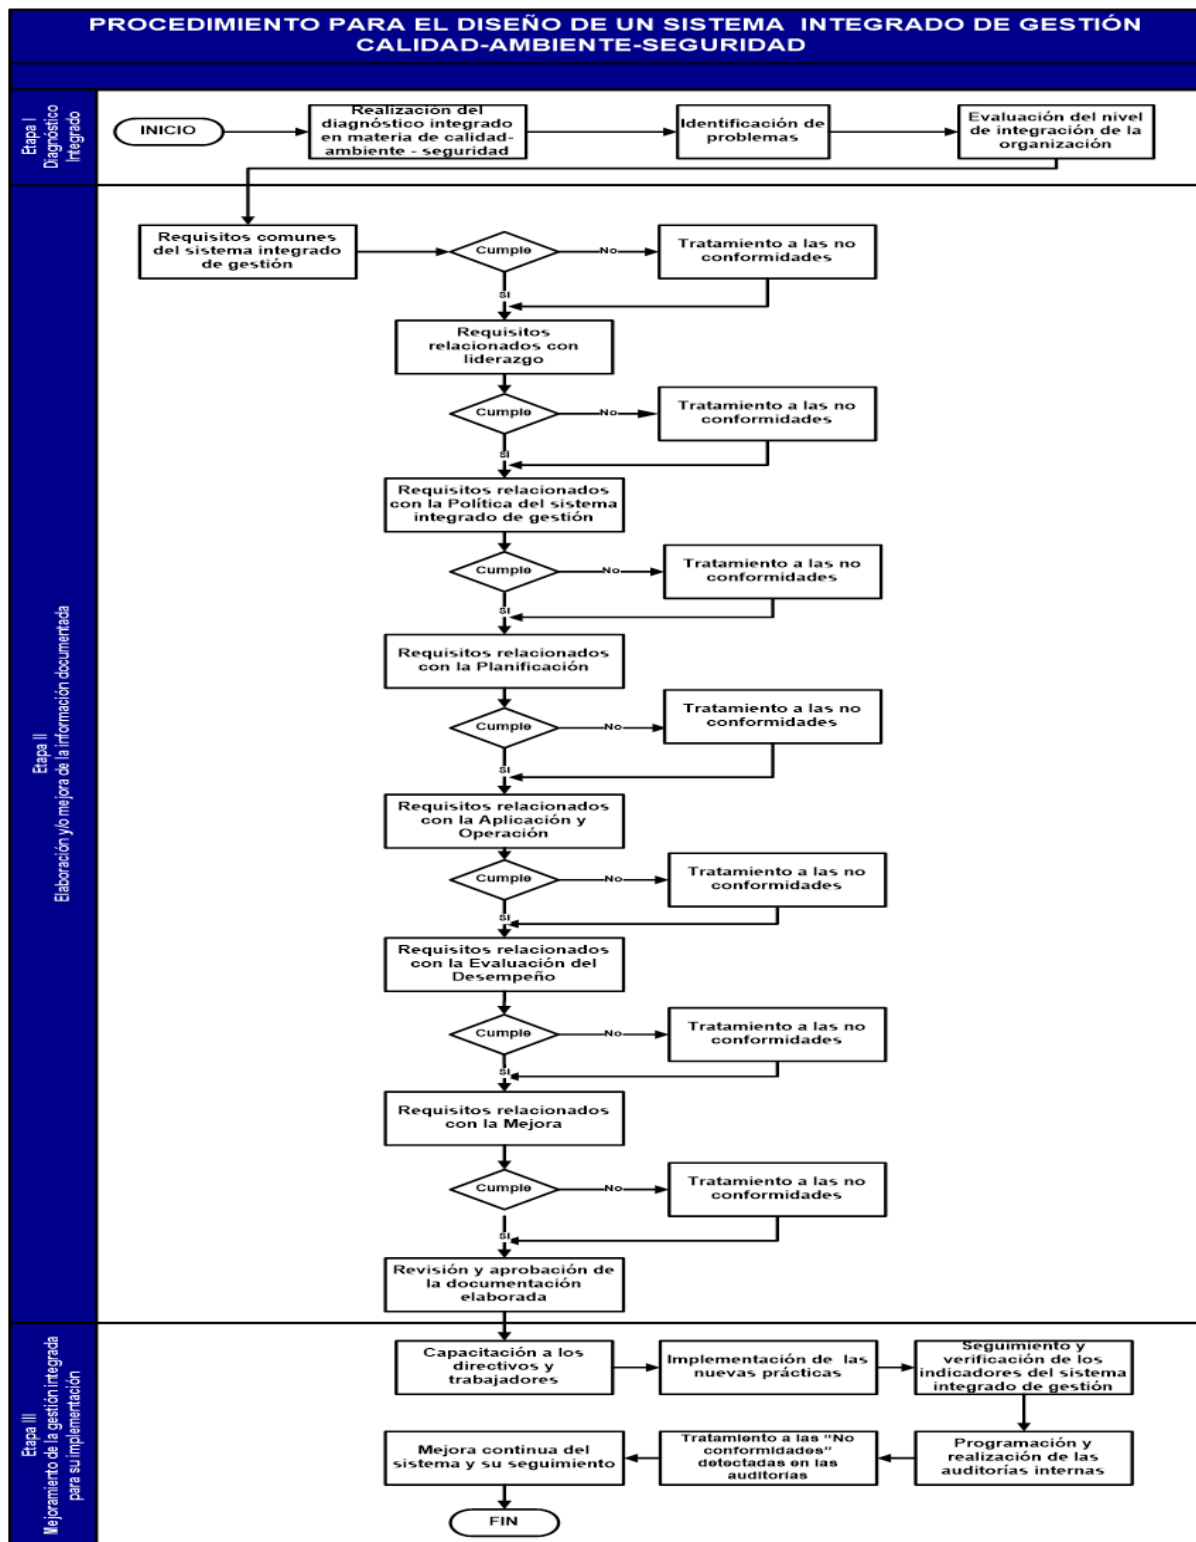 PROCEDIMIENTO PARA EL DISEÑO DE UN SISTEMA INTEGRADO DE GESTIÓN
CALIDAD-AMBIENTE-SEGURIDAD
Etapa I
Diagnóstico
Integrado
INICIO
Realización del
diagnóstico integrado
en materia de calidad-
ambiente - seguridad
Identificación de
problemas
Evaluación del nivel
de integración de la
organización
Etapa II
Elaboración y/o mejora de la información documentada
Requisitos comunes
del sistema integrado
de gestión
Cumple
No
Tratamiento a las no
conformidades
SI
Requisitos
relacionados con
liderazgo
Cumple
No
Tratamiento a las no
conformidades
SI
Requisitos relacionados
con la Política del sistema
integrado de gestión
Cumple
No
Tratamiento a las no
conformidades
SI
Requisitos relacionados
con la Planificación
Cumple
No
Tratamiento a las no
conformidades
SI
Requisitos relacionados
con la Aplicación y
Operación
Cumple
No
Tratamiento a las no
conformidades
SI
Requisitos relacionados
con la Evaluación del
Desempeño
Cumple
No
Tratamiento a las no
conformidades
SI
Requisitos relacionados
con la Mejora
Cumple
No
Tratamiento a las no
conformidades
SI
Revisión y aprobación de
la documentación
elaborada
Etapa III
Mejoramiento de la gestión integrada
para su implementación
Capacitación a los
directivos y
trabajadores
Implementación de las
nuevas prácticas
Seguimiento y
verificación de los
indicadores del sistema
integrado de gestión
Programación y
realización de las
auditorías internas
Tratamiento a las "No
conformidades"
detectadas en las
auditorías
Mejora continua del
sistema y su seguimiento
FIN